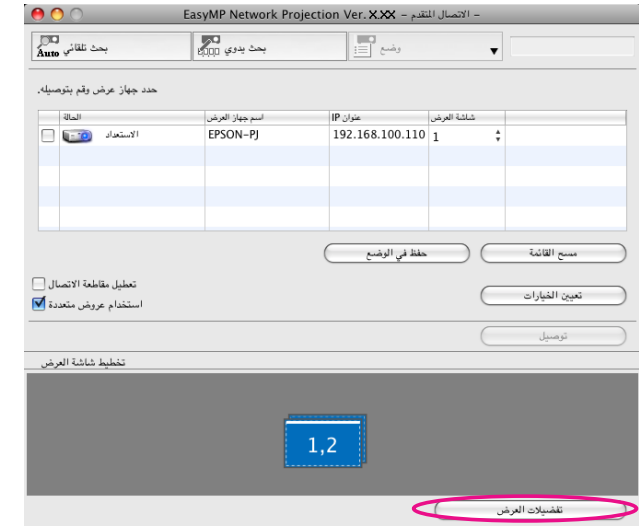 EasyMP Network Projection Ver. X.XX – الاتصال المتقدم –
Auto بحث تلقائي
بحث يدوي
وضع
حدد جهاز عرض وقم بتوصيله.
الحالة
اسم جهاز العرض
عنوان IP
شاشة العرض
الاستعداد
EPSON-PJ
192.168.100.110
1
حفظ في الوضع
مسح القائمة
تعطيل مقاطعة الاتصال
استخدام عروض متعددة
تعيين الخيارات
توصيل
تخطيط شاشة العرض
1,2
تفضيلات العرض